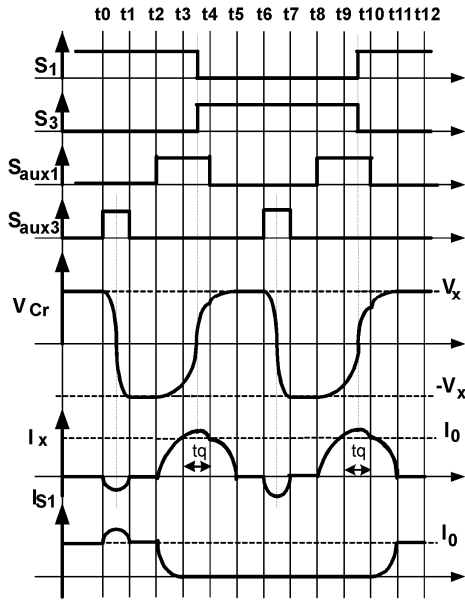 t0 t1 t2 t3 t4 t5 t6 t7 t8 t9 t10 t11 t12
S1
S3
Saux1
Saux3
Vx
VCr
-Vx
Ix
I0
tq
tq
IS1
I0